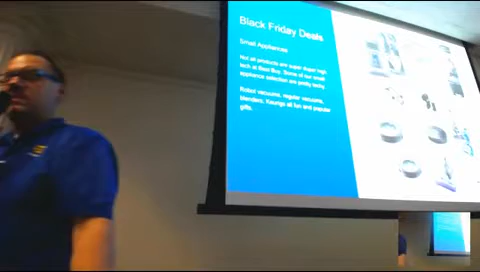 Black Friday Deals
Small Appliances
Not all products are super duper high
tech at Best Buy. Some of our small
appliance selection are pretty lucky.
Robot vacuums, regular vacuums,
blenders, Keurigs all fun and popular
gifts.